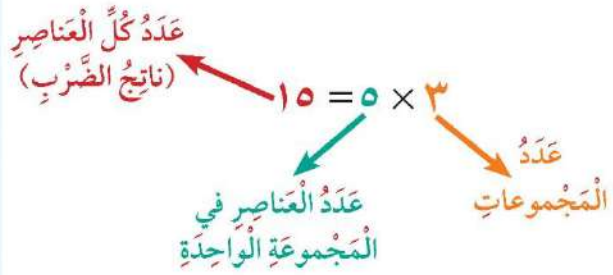 عَدَدُ كُلِّ الْعَناصِرِ
(ناتِجُ الضَّرْبِ)
٣ × ٥ = ١٥
عَدَدُ
الْمَجْموعاتِ
عَدَدُ الْعَناصِرِ في
الْمَجْموعَةِ الْواحِدَةِ